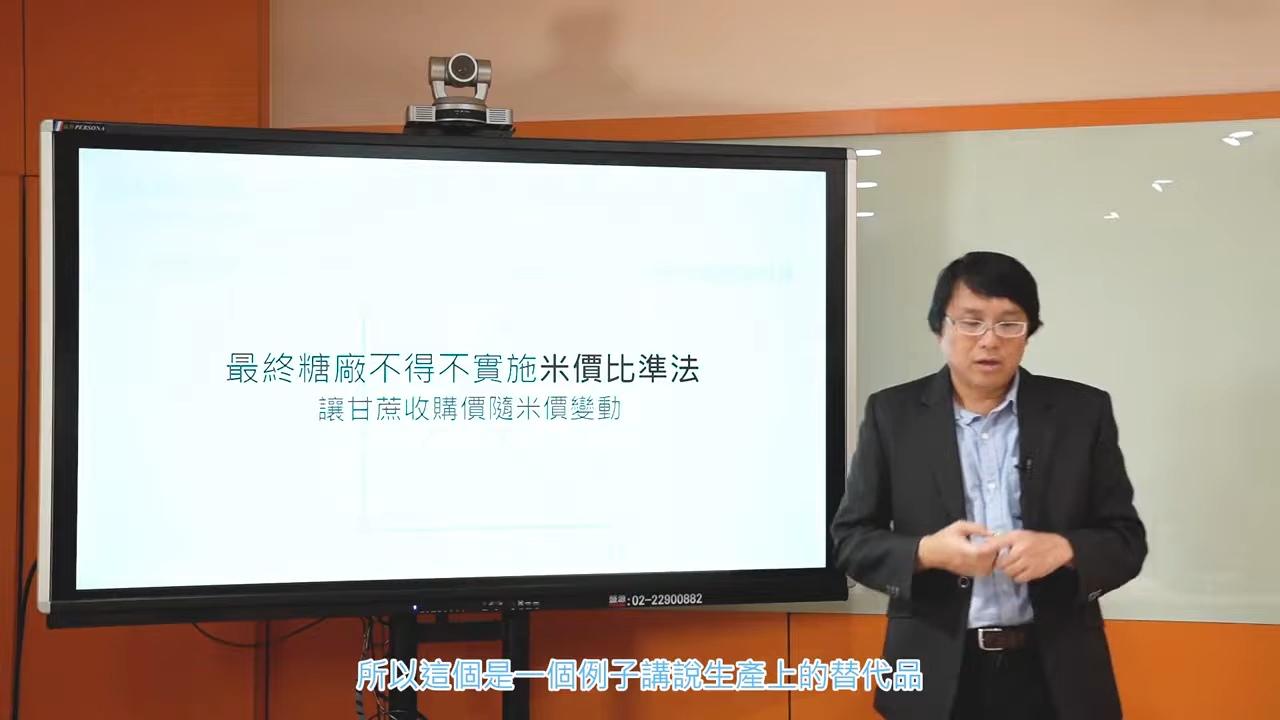 PERSONA
最終糖廠不得不實施米價比準法
讓甘蔗收購價隨米價變動
:02-22900882
所以這個是一個例子講說生產上的替代品